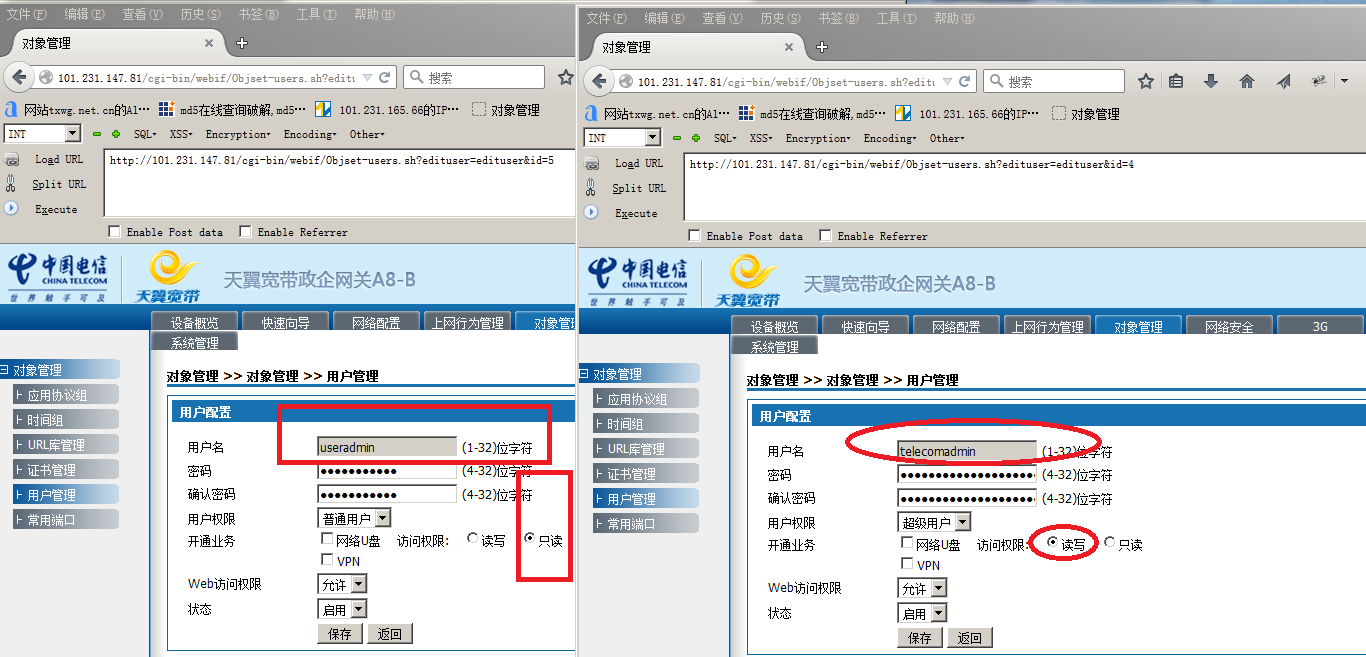 文件(F) 编辑(E) 查看(V) 历史(S) 书签(B) 工具(T) 帮助(H)
对象管理 × +
101.231.147.81/cgi-bin/webif/Objset-users.sh?editu 搜索
网站txwg.net.cn的Al… md5在线查询破解,md5… 101.231.165.66的IP… 对象管理
INT SQL XSS Encryption Encoding Other
Load URL http://101.231.147.81/cgi-bin/webif/Objset-users.sh?edituser=edituser&id=5
Split URL
Execute
Enable Post data Enable Referrer
中国电信 CHINA TELECOM 世界触手可及
天翼宽带 天翼宽带政企网关A8-B
设备概览 快速向导 网络配置 上网行为管理 对象管
系统管理
对象管理
应用协议组
时间组
URL库管理
证书管理
用户管理
常用端口
对象管理 >> 对象管理 >> 用户管理
用户配置
用户名 useradmin (1-32)位字符
密码 ●●●●●●●●●●● (4-32)位字符
确认密码 ●●●●●●●●●●● (4-32)位字符
用户权限 普通用户
开通业务 网络U盘 访问权限: 读写 只读
VPN
Web访问权限 允许
状态 启用
保存 返回
文件(F) 编辑(E) 查看(V) 历史(S) 书签(B) 工具(T) 帮助(H)
对象管理 × +
101.231.147.81/cgi-bin/webif/Objset-users.sh?editu 搜索
网站txwg.net.cn的Al… md5在线查询破解,md5… 101.231.165.66的IP… 对象管理
INT SQL XSS Encryption Encoding Other
Load URL http://101.231.147.81/cgi-bin/webif/Objset-users.sh?edituser=edituser&id=4
Split URL
Execute
Enable Post data Enable Referrer
中国电信 CHINA TELECOM 世界触手可及
天翼宽带 天翼宽带政企网关A8-B
设备概览 快速向导 网络配置 上网行为管理 对象管理 网络安全 3G
系统管理
对象管理
应用协议组
时间组
URL库管理
证书管理
用户管理
常用端口
对象管理 >> 对象管理 >> 用户管理
用户配置
用户名 telecomadmin (1-32)位字符
密码 ●●●●●●●●●●●●●●●●●●● (4-32)位字符
确认密码 ●●●●●●●●●●●●●●●●●●● (4-32)位字符
用户权限 超级用户
开通业务 网络U盘 访问权限: 读写 只读
VPN
Web访问权限 允许
状态 启用
保存 返回